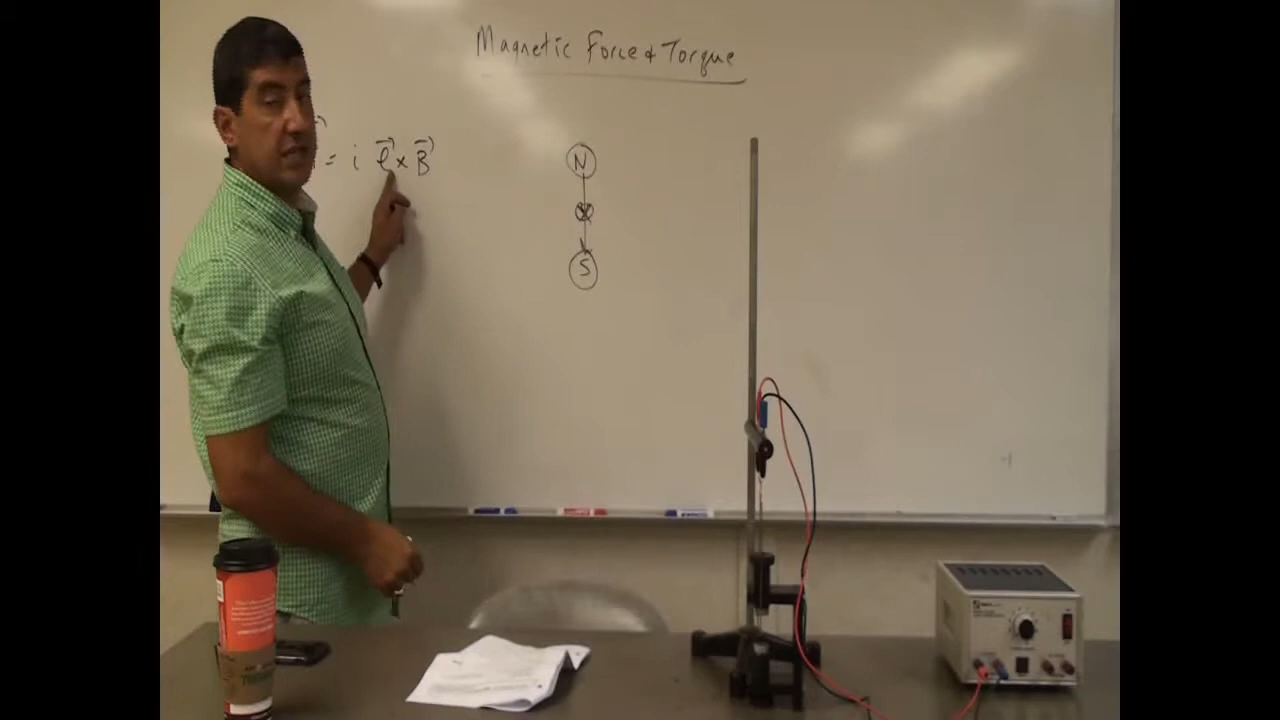 Magnetic Force & Torque
= i ℓ⃗ × B⃗
N
S